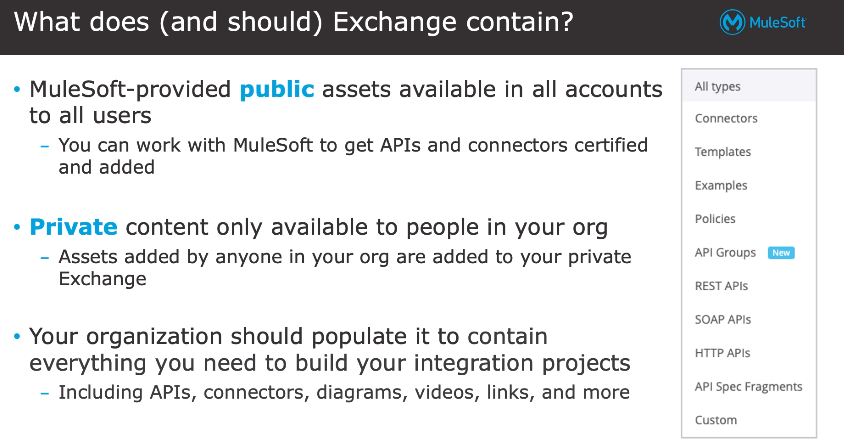 What does (and should) Exchange contain?
MuleSoft
• MuleSoft-provided public assets available in all accounts
to all users
– You can work with MuleSoft to get APIs and connectors certified
and added
• Private content only available to people in your org
– Assets added by anyone in your org are added to your private
Exchange
• Your organization should populate it to contain
everything you need to build your integration projects
– Including APIs, connectors, diagrams, videos, links, and more
All types
Connectors
Templates
Examples
Policies
API Groups New
REST APIs
SOAP APIs
HTTP APIs
API Spec Fragments
Custom